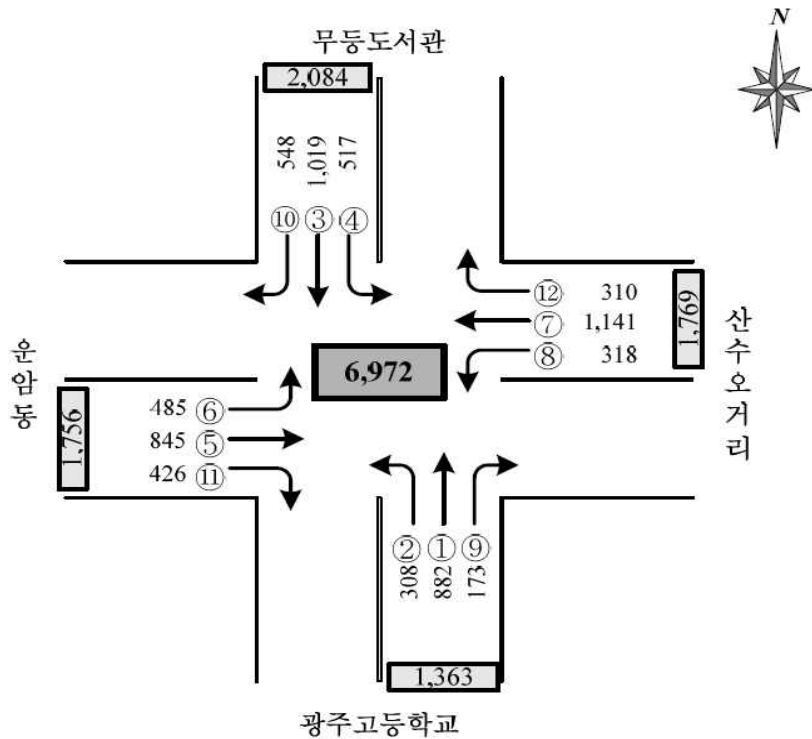 N
무등도서관
2,084
548 1,019 517
⑩ ③ ④
⑫ 310
⑦ 1,141
⑧ 318
1,769
산수오거리
6,972
운암동
1,756
485 ⑥
845 ⑤
426 ⑪
② ① ⑨
308 882 173
1,363
광주고등학교